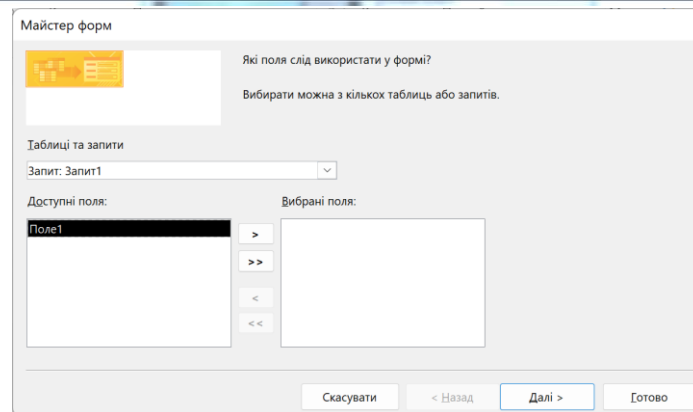 Майстер форм
Які поля слід використати у формі?
Вибирати можна з кількох таблиць або запитів.
Таблиці та запити
Запит: Запит1
Доступні поля:
Вибрані поля:
Поле1
>
>>
<
<<
Скасувати
< Назад
Далі >
Готово